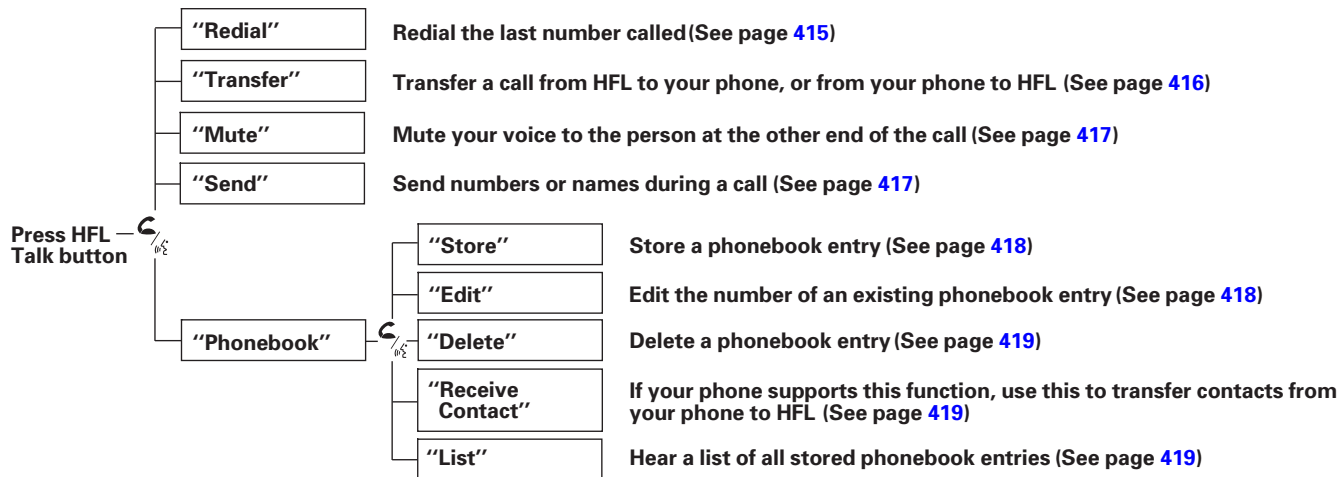 "Redial" Redial the last number called (See page 415)
"Transfer" Transfer a call from HFL to your phone, or from your phone to HFL (See page 416)
"Mute" Mute your voice to the person at the other end of the call (See page 417)
"Send" Send numbers or names during a call (See page 417)
Press HFL
Talk button
"Phonebook"
"Store" Store a phonebook entry (See page 418)
"Edit" Edit the number of an existing phonebook entry (See page 418)
"Delete" Delete a phonebook entry (See page 419)
"Receive
Contact"
If your phone supports this function, use this to transfer contacts from
your phone to HFL (See page 419)
"List" Hear a list of all stored phonebook entries (See page 419)